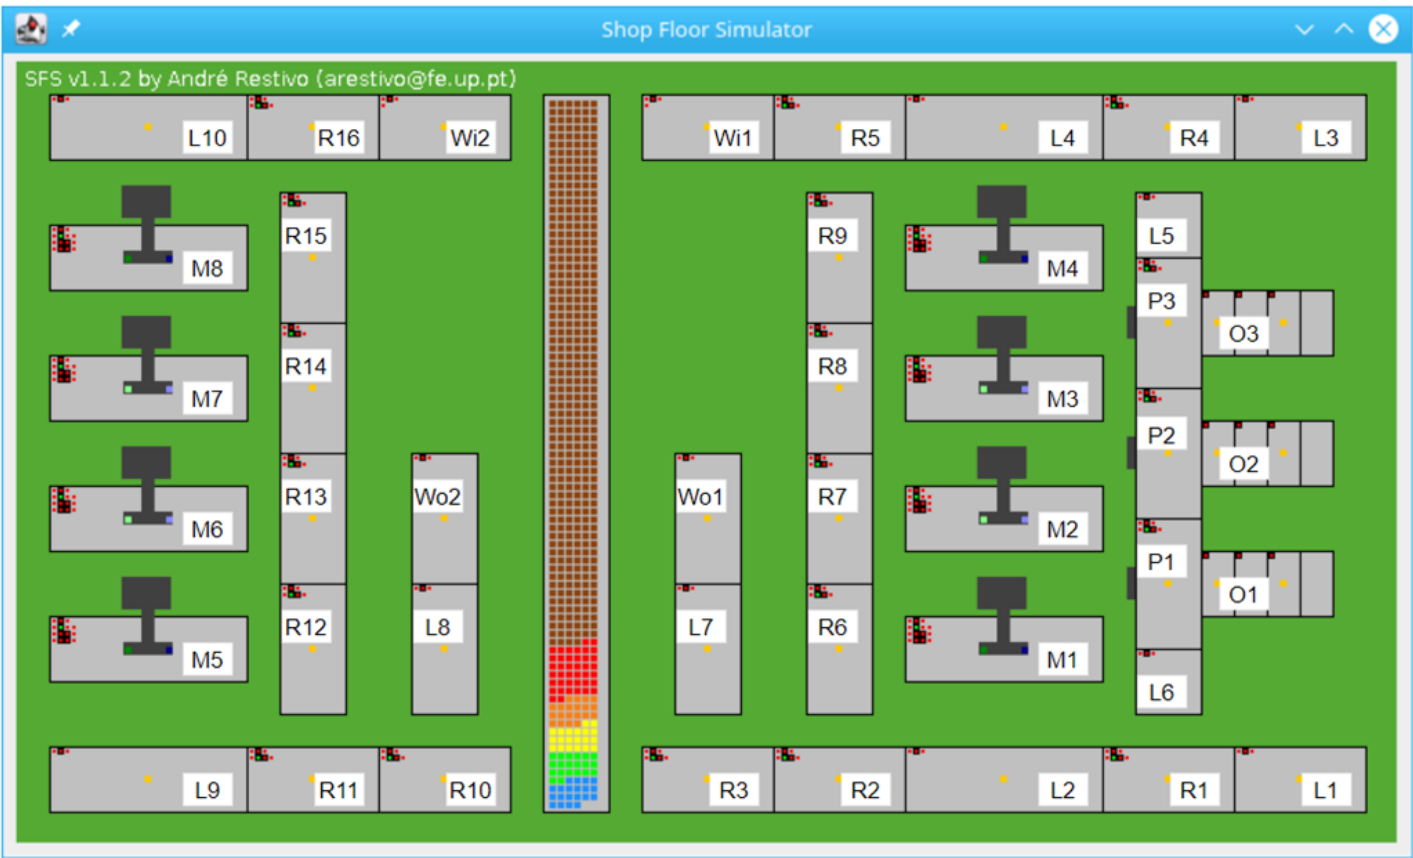 Shop Floor Simulator
SFS v1.1.2 by André Restivo (arestivo@fe.up.pt)
L10 R16 Wi2 Wi1 R5 L4 R4 L3
R15 R9 L5
M8 M4
P3
O3
R14 R8
M7 M3
P2
O2
R13 Wo2 Wo1 R7
M6 M2
P1
O1
R12 L8 L7 R6
M5 M1
L6
L9 R11 R10 R3 R2 L2 R1 L1